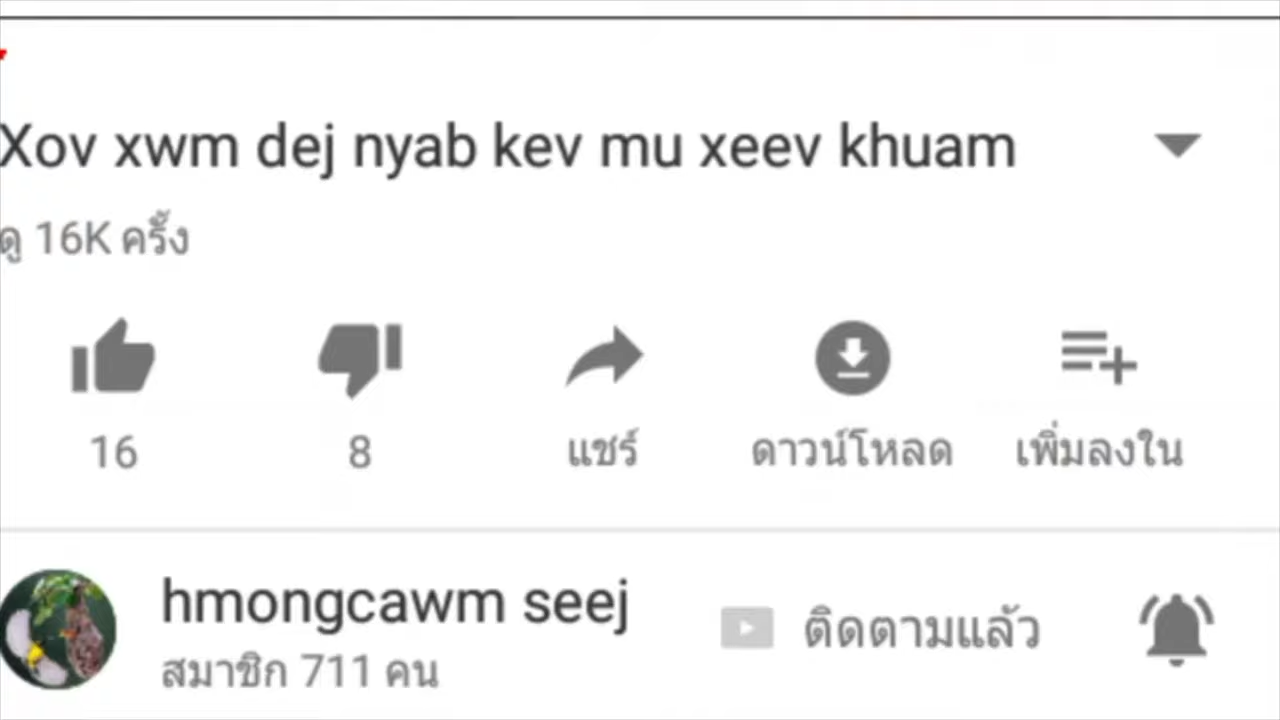 Xov xwm dej nyab kev mu xeev khuam
ดู 16K ครั้ง
16 8 แชร์ ดาวน์โหลด เพิ่มลงใน
hmongcawm seej
สมาชิก 711 คน
ติดตามแล้ว